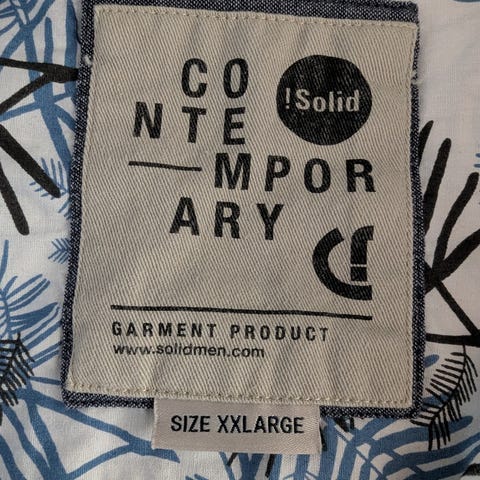 CO
!Solid
NTE
MPOR
ARY
GARMENT PRODUCT
www.solidmen.com
SIZE XXLARGE